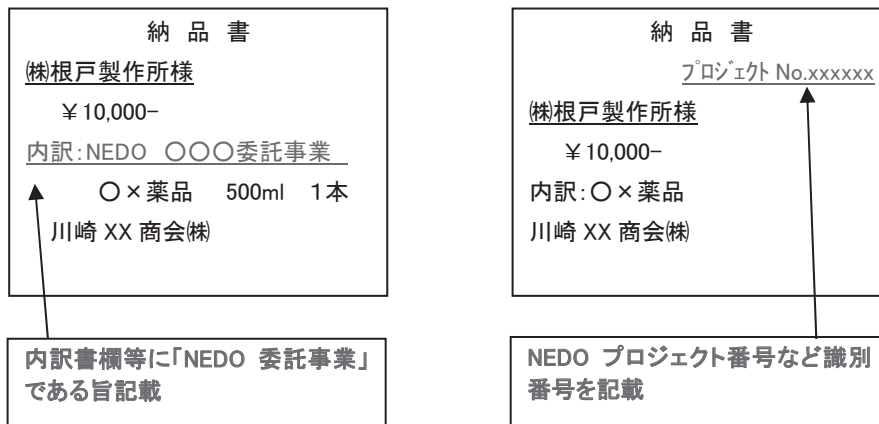 納 品 書
㈱根戸製作所様
￥10,000-
内訳:NEDO 〇〇〇委託事業
〇×薬品 500ml 1本
川崎 XX 商会㈱
内訳書欄等に「NEDO 委託事業」
である旨記載
納 品 書
ﾌﾟﾛｼﾞｪｸﾄ No.xxxxxx
㈱根戸製作所様
￥10,000-
内訳:〇×薬品
川崎 XX 商会㈱
NEDO プロジェクト番号など識別
番号を記載